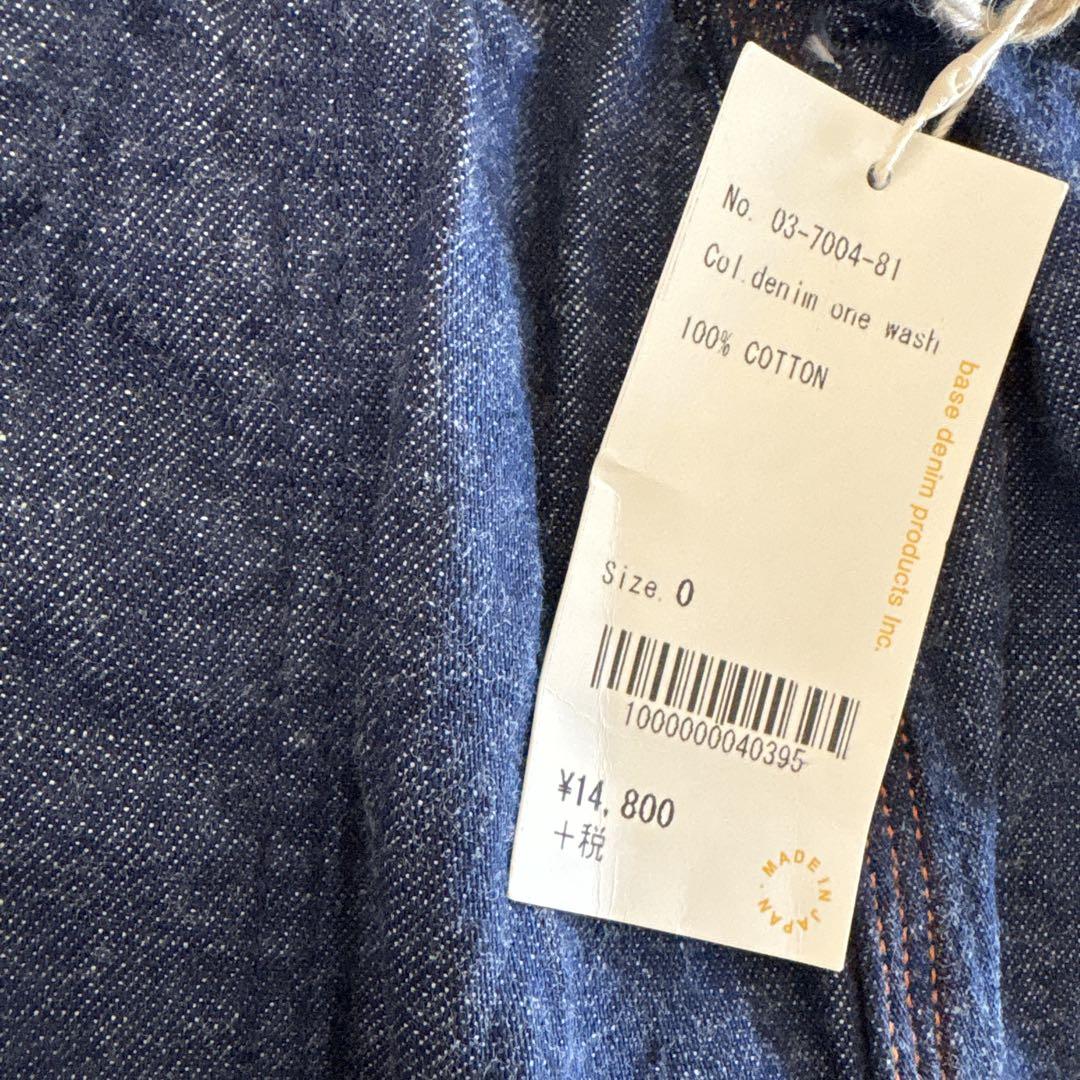 No. 03-7004-81
Col.denim one wash
100% COTTON
base denim products Inc.
Size. 0
1000000040395
¥14,800
+税
MADE IN JAPAN